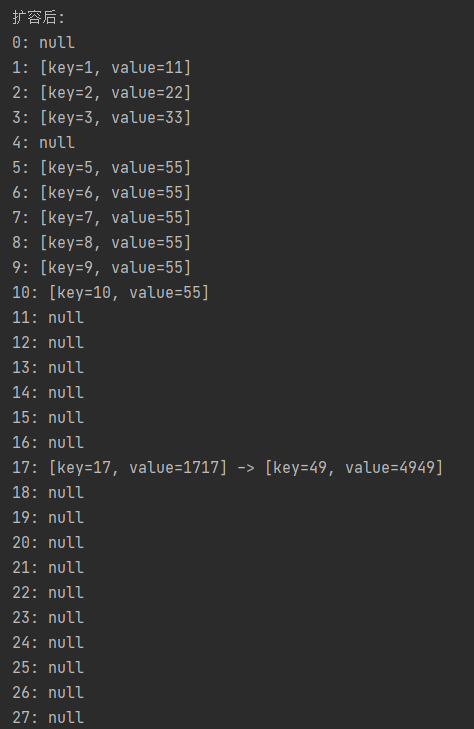 扩容后:
0: null
1: [key=1, value=11]
2: [key=2, value=22]
3: [key=3, value=33]
4: null
5: [key=5, value=55]
6: [key=6, value=55]
7: [key=7, value=55]
8: [key=8, value=55]
9: [key=9, value=55]
10: [key=10, value=55]
11: null
12: null
13: null
14: null
15: null
16: null
17: [key=17, value=1717] -> [key=49, value=4949]
18: null
19: null
20: null
21: null
22: null
23: null
24: null
25: null
26: null
27: null